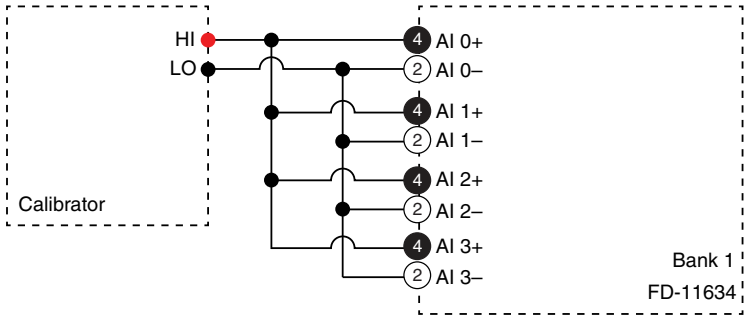 HI
LO
Calibrator
4 AI 0+
2 AI 0–
4 AI 1+
2 AI 1–
4 AI 2+
2 AI 2–
4 AI 3+
2 AI 3–
Bank 1
FD-11634